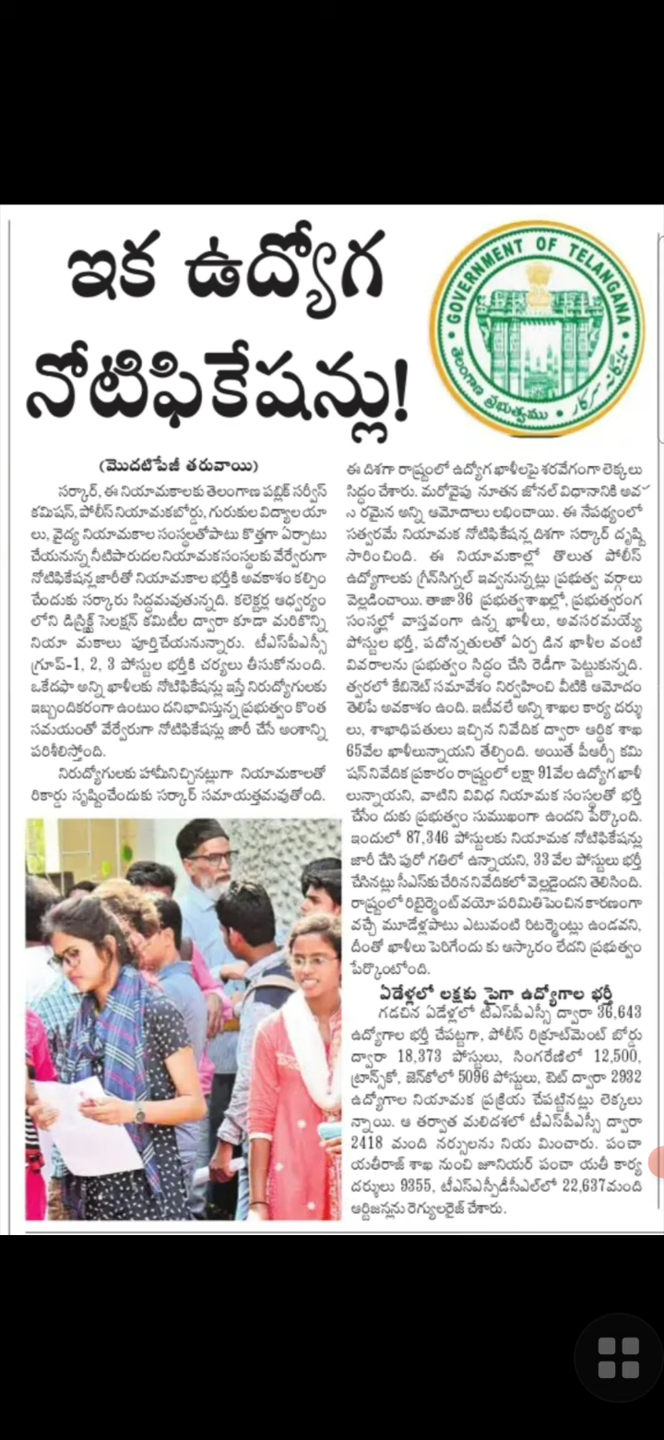 ఇక ఉద్యోగ
నోటిఫికేషన్లు!
GOVERNMENT OF TELANGANA
తెలంగాణ ప్రభుత్వము
(మొదటిపేజీ తరువాయి)
సర్కార్, ఈ నియామకాలకు తెలంగాణ పబ్లిక్ సర్వీస్
కమిషన్, పోలీస్ నియామకబోర్డు, గురుకుల విద్యాలయా
లు, వైద్య నియామకాల సంస్థలతోపాటు కొత్తగా ఏర్పాటు
చేయనున్న నీటిపారుదల నియామక సంస్థలకు వేర్వేరుగా
నోటిఫికేషన్ల జారీతో నియామకాల భర్తీకి అవకాశం కల్పిం
చేందుకు సర్కారు సిద్ధమవుతున్నది. కలెక్టర్ల ఆధ్వర్యం
లోని డిస్ట్రిక్ట్ సెలక్షన్ కమిటీల ద్వారా కూడా మరికొన్ని
నియా మకాలు పూర్తిచేయనున్నారు. టీఎస్‌పీఎస్సీ
గ్రూప్-1, 2, 3 పోస్టుల భర్తీకి చర్యలు తీసుకోనుంది.
ఒకేదఫా అన్ని ఖాళీలకు నోటిఫికేషన్లు ఇస్తే నిరుద్యోగులకు
ఇబ్బందికరంగా ఉంటుం దనిభావిస్తున్న ప్రభుత్వం కొంత
సమయంతో వేర్వేరుగా నోటిఫికేషన్లు జారీ చేసే అంశాన్ని
పరిశీలిస్తోంది.
నిరుద్యోగులకు హామీనిచ్చినట్లుగా నియామకాలతో
రికార్డు సృష్టించేందుకు సర్కార్ సమాయత్తమవుతోంది.
ఈ దిశగా రాష్ట్రంలో ఉద్యోగ ఖాళీలపై శరవేగంగా లెక్కలు
సిద్ధం చేశారు. మరోవైపు నూతన జోనల్ విధానానికి అవ
స రమైన అన్ని ఆమోదాలు లభించాయి. ఈ నేపథ్యంలో
సత్వరమే నియామక నోటిఫికేషన్ల దిశగా సర్కార్ దృష్టి
సారించింది. ఈ నియామకాల్లో తొలుత పోలీస్
ఉద్యోగాలకు గ్రీన్‌సిగ్నల్ ఇవ్వనున్నట్లు ప్రభుత్వ వర్గాలు
వెల్లడించాయి. తాజా 36 ప్రభుత్వశాఖల్లో, ప్రభుత్వరంగ
సంస్థల్లో వాస్తవంగా ఉన్న ఖాళీలు, అవసరమయ్యే
పోస్టుల భర్తీ, పదోన్నతులతో ఏర్ప డిన ఖాళీల వంటి
వివరాలను ప్రభుత్వం సిద్ధం చేసి రెడీగా పెట్టుకున్నది.
త్వరలో కేబినెట్ సమావేశం నిర్వహించి వీటికి ఆమోదం
తెలిపే అవకాశం ఉంది. ఇటీవలే అన్ని శాఖల కార్య దర్శు
లు, శాఖాధిపతులు ఇచ్చిన నివేదిక ద్వారా ఆర్థిక శాఖ
65వేల ఖాళీలున్నాయని తేల్చింది. అయితే పీఆర్సీ కమి
షన్ నివేదిక ప్రకారం రాష్ట్రంలో లక్షా 91వేల ఉద్యోగ ఖాళీ
లున్నాయని, వాటిని వివిధ నియామక సంస్థలతో భర్తీ
చేసేం దుకు ప్రభుత్వం సుముఖంగా ఉందని పేర్కొంది.
ఇందులో 87,346 పోస్టులకు నియామక నోటిఫికేషన్లు
జారీ చేసి పురో గతిలో ఉన్నాయని, 33 వేల పోస్టులు భర్తీ
చేసినట్లు సీఎస్‌కు చేరిన నివేదికలో వెల్లడైందని తెలిసింది.
రాష్ట్రంలో రిటైర్మెంట్ వయో పరిమితి పెంచిన కారణంగా
వచ్చే మూడేళ్లపాటు ఎటువంటి రిటర్మెంట్లు ఉండవని,
దీంతో ఖాళీలు పెరిగేందు కు ఆస్కారం లేదని ప్రభుత్వం
పేర్కొంటోంది.
ఏడేళ్లలో లక్షకు పైగా ఉద్యోగాల భర్తీ
గడచిన ఏడేళ్లలో టీఎస్‌పీఎస్సీ ద్వారా 36,643
ఉద్యోగాల భర్తీ చేపట్టగా, పోలీస్ రిక్రూట్‌మెంట్ బోర్డు
ద్వారా 18,373 పోస్టులు, సింగరేణిలో 12,500,
ట్రాన్స్‌కో, జెన్‌కోలో 5096 పోస్టులు, టెట్ ద్వారా 2932
ఉద్యోగాల నియామక ప్రక్రియ చేపట్టినట్లు లెక్కలు
న్నాయి. ఆ తర్వాత మలిదశలో టీఎస్‌పీఎస్సీ ద్వారా
2418 మంది నర్సులను నియ మించారు. పంచా
యతీరాజ్ శాఖ నుంచి జూనియర్ పంచా యతీ కార్య
దర్శులు 9355, టీఎస్ఎస్పీడీసీఎల్‌లో 22,637మంది
ఆర్టిజన్లను రెగ్యులరైజ్ చేశారు.